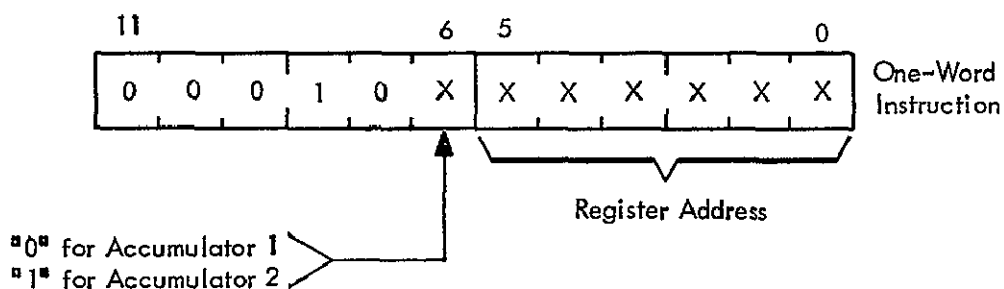 11 6 5 0
0 0 0 1 0 X X X X X X X
One-Word
Instruction
Register Address
"0" for Accumulator 1
"1" for Accumulator 2